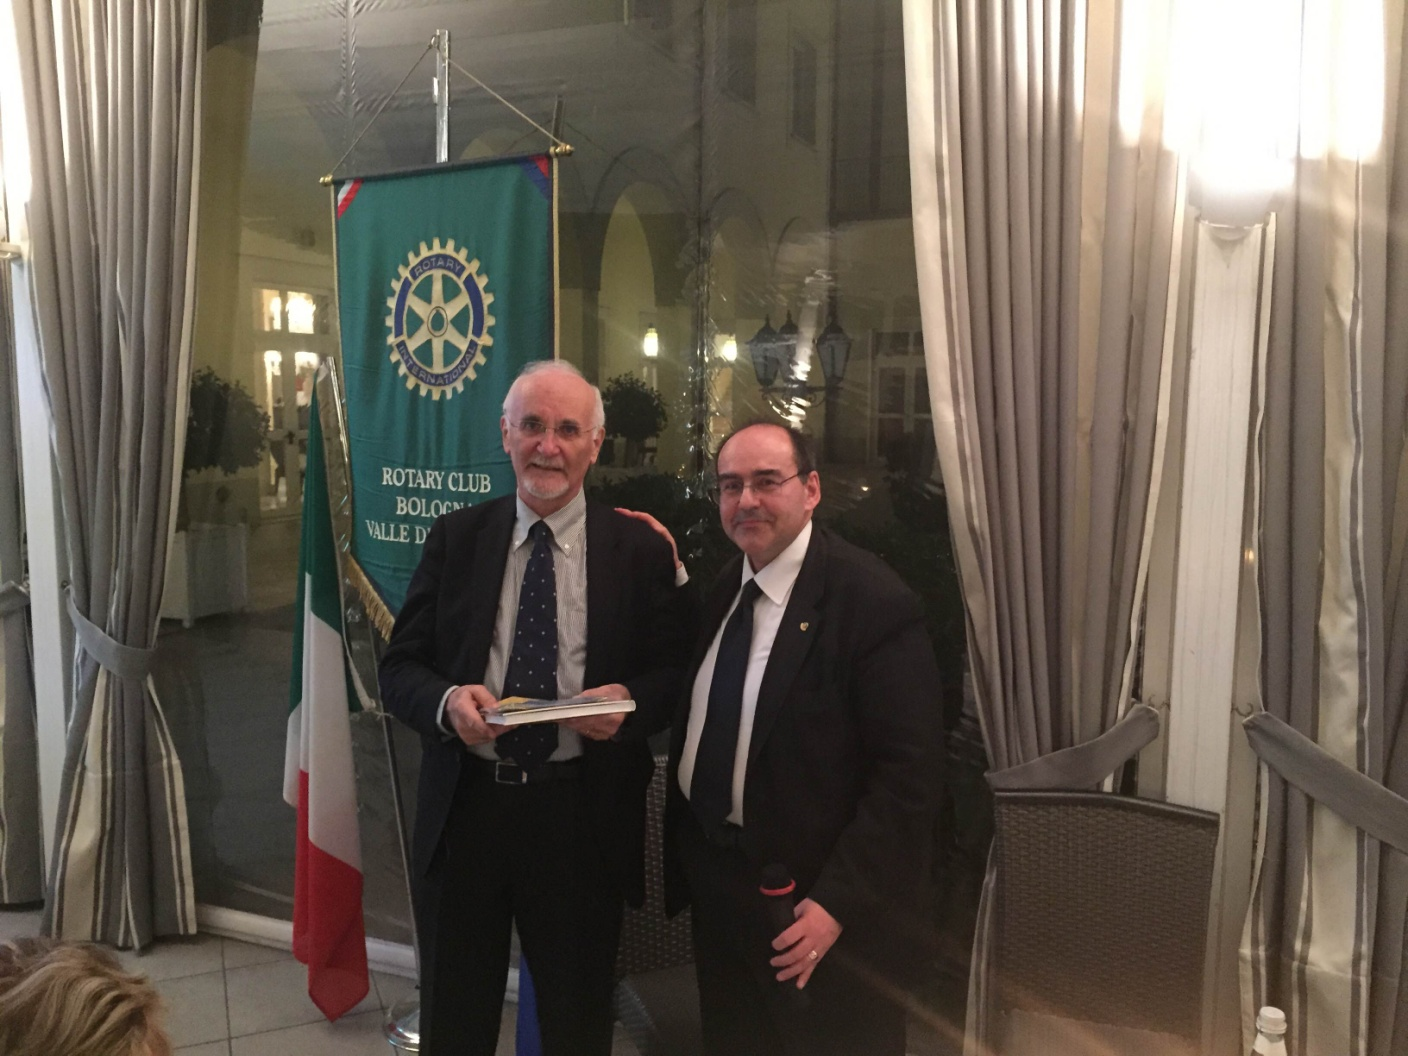 ROTARY
INTERNATIONAL
ROTARY CLUB
BOLOGN
VALLE D